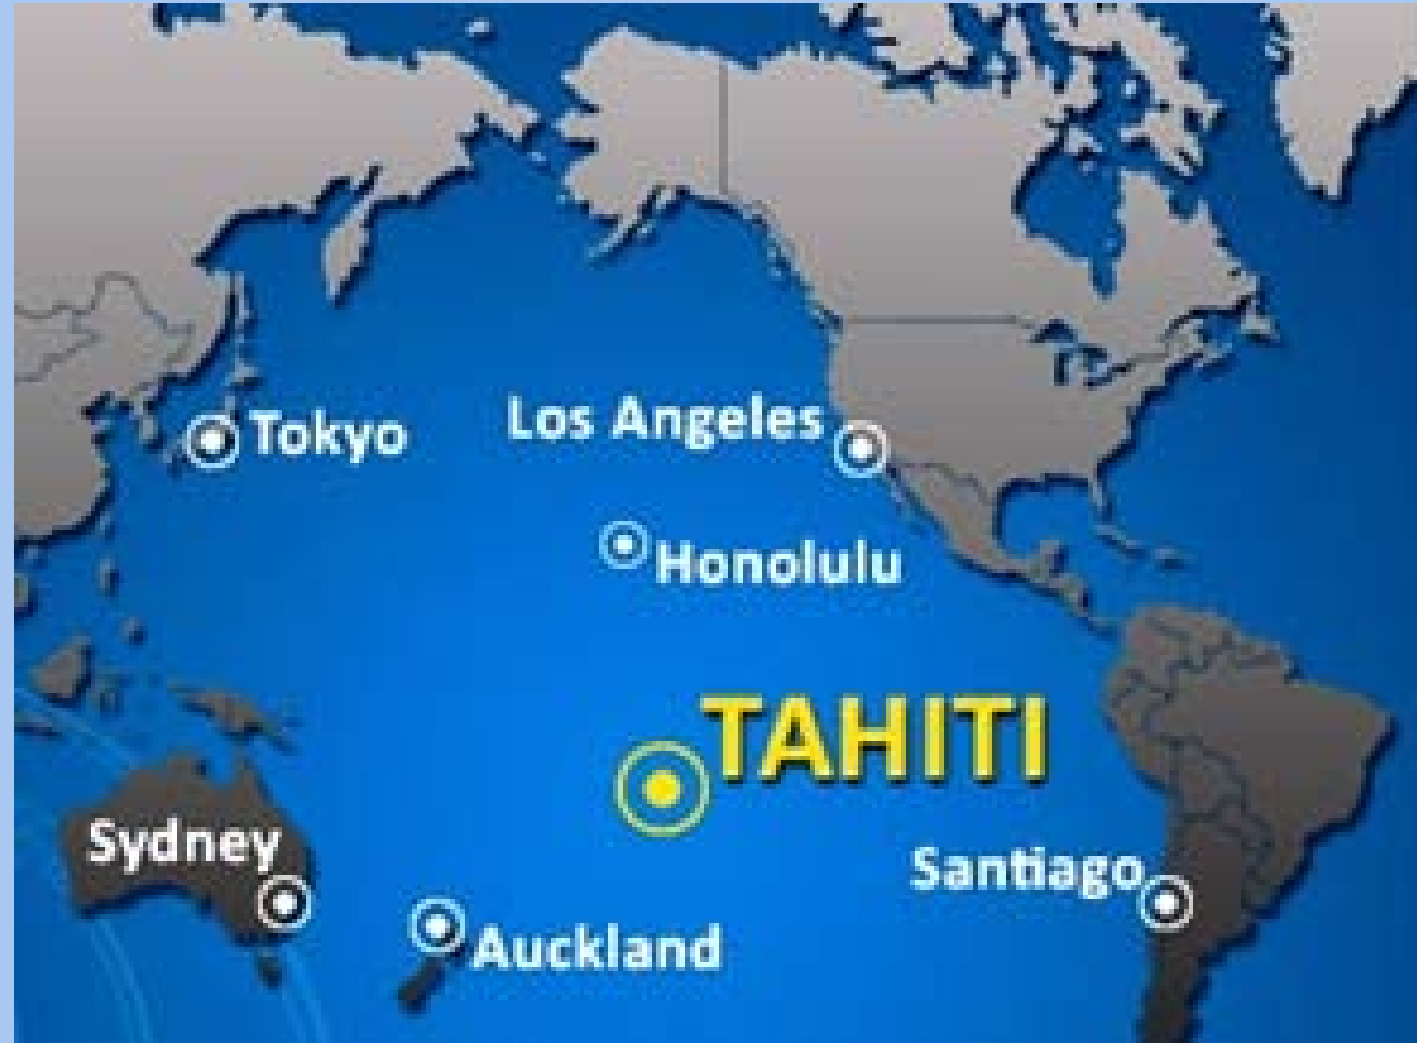 Tokyo
Los Angeles
Honolulu
TAHITI
Sydney
Santiago
Auckland